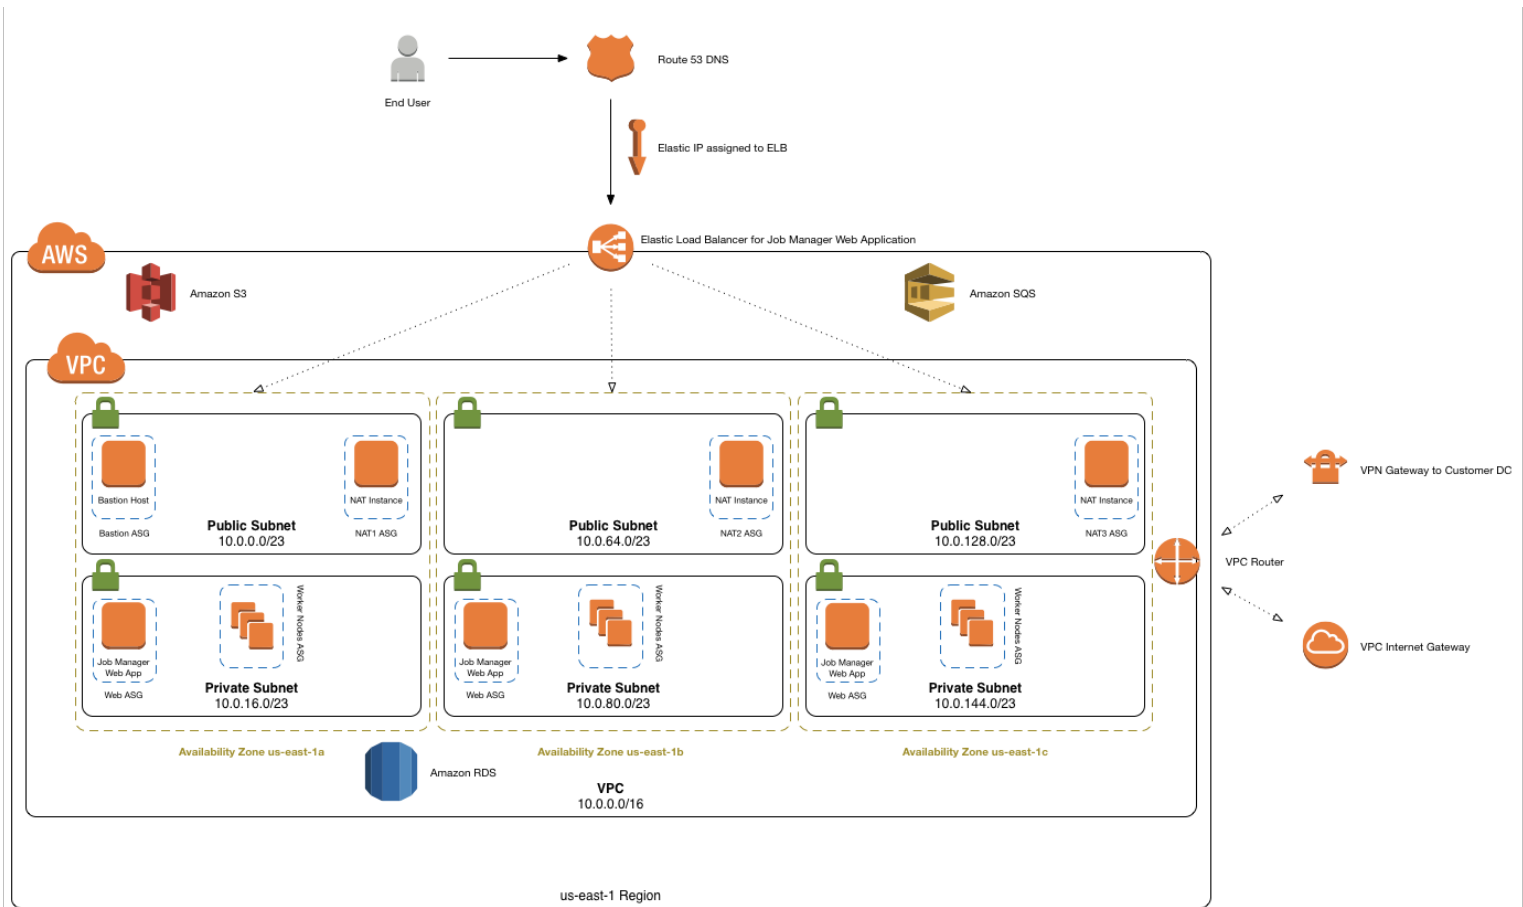 End User
Route 53 DNS
Elastic IP assigned to ELB
Elastic Load Balancer for Job Manager Web Application
AWS
Amazon S3
Amazon SQS
VPC
Bastion Host
Bastion ASG
Public Subnet
10.0.0.0/23
NAT Instance
NAT1 ASG
Public Subnet
10.0.64.0/23
NAT Instance
NAT2 ASG
Public Subnet
10.0.128.0/23
NAT Instance
NAT3 ASG
Job Manager
Web App
Web ASG
Worker Nodes ASG
Private Subnet
10.0.16.0/23
Job Manager
Web App
Web ASG
Worker Nodes ASG
Private Subnet
10.0.80.0/23
Job Manager
Web App
Web ASG
Worker Nodes ASG
Private Subnet
10.0.144.0/23
VPN Gateway to Customer DC
VPC Router
VPC Internet Gateway
Availability Zone us-east-1a
Availability Zone us-east-1b
Availability Zone us-east-1c
Amazon RDS
VPC
10.0.0.0/16
us-east-1 Region